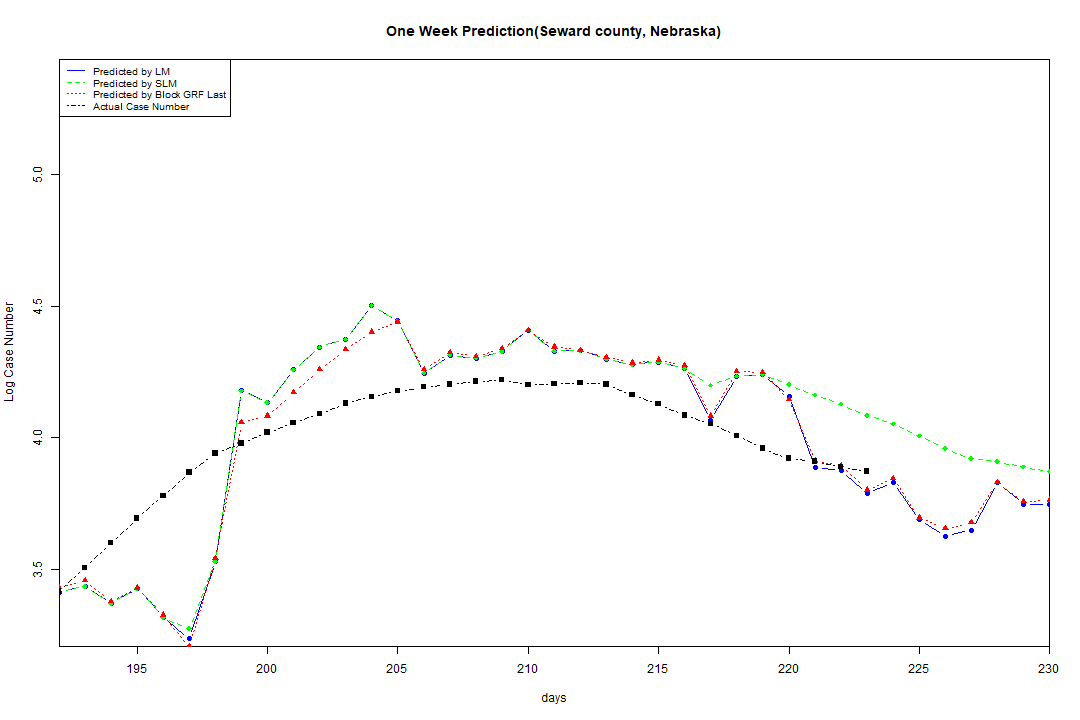 One Week Prediction(Seward county, Nebraska)
Predicted by LM
Predicted by SLM
Predicted by Block GRF Last
Actual Case Number
5.0
4.5
4.0
3.5
Log Case Number
195 200 205 210 215 220 225 230
days